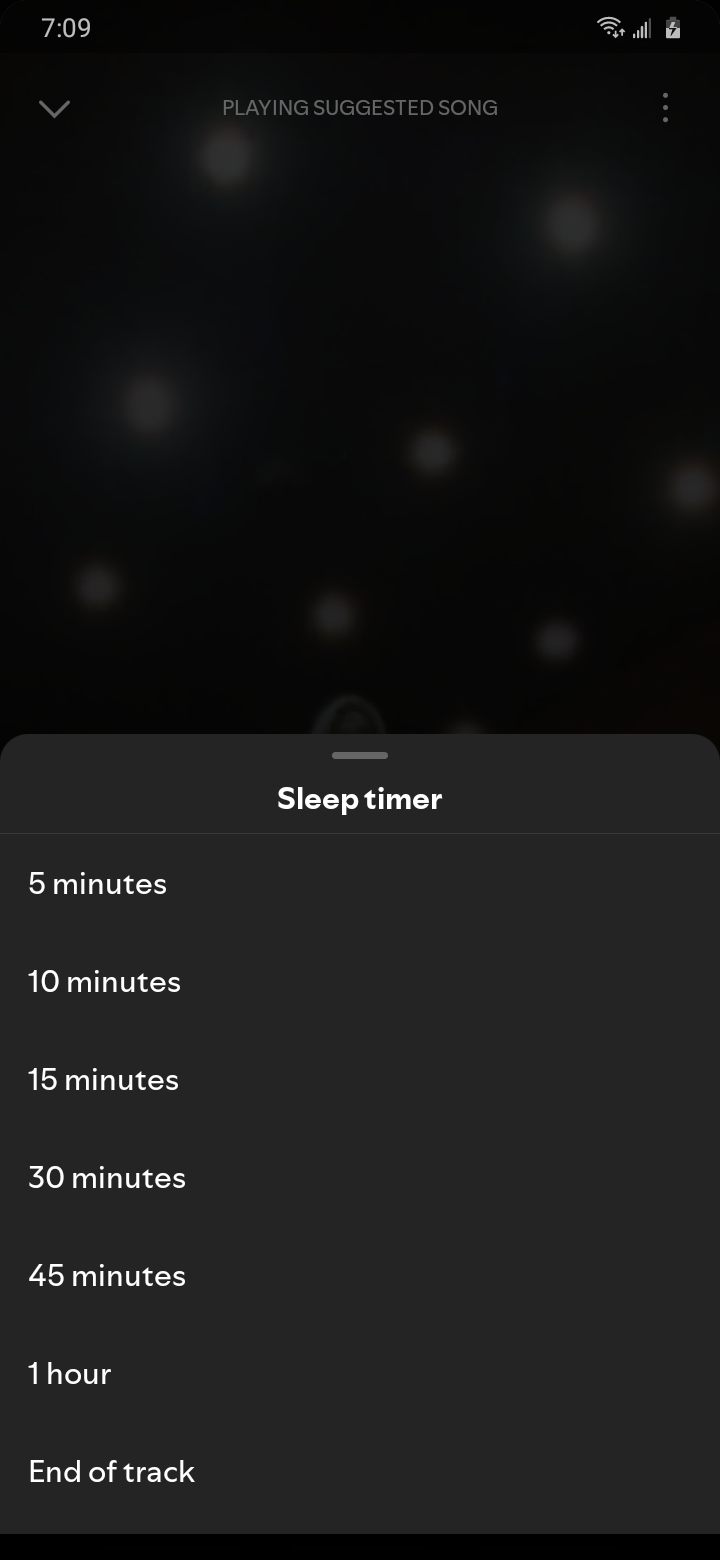 7:09
PLAYING SUGGESTED SONG
Sleep timer
5 minutes
10 minutes
15 minutes
30 minutes
45 minutes
1 hour
End of track